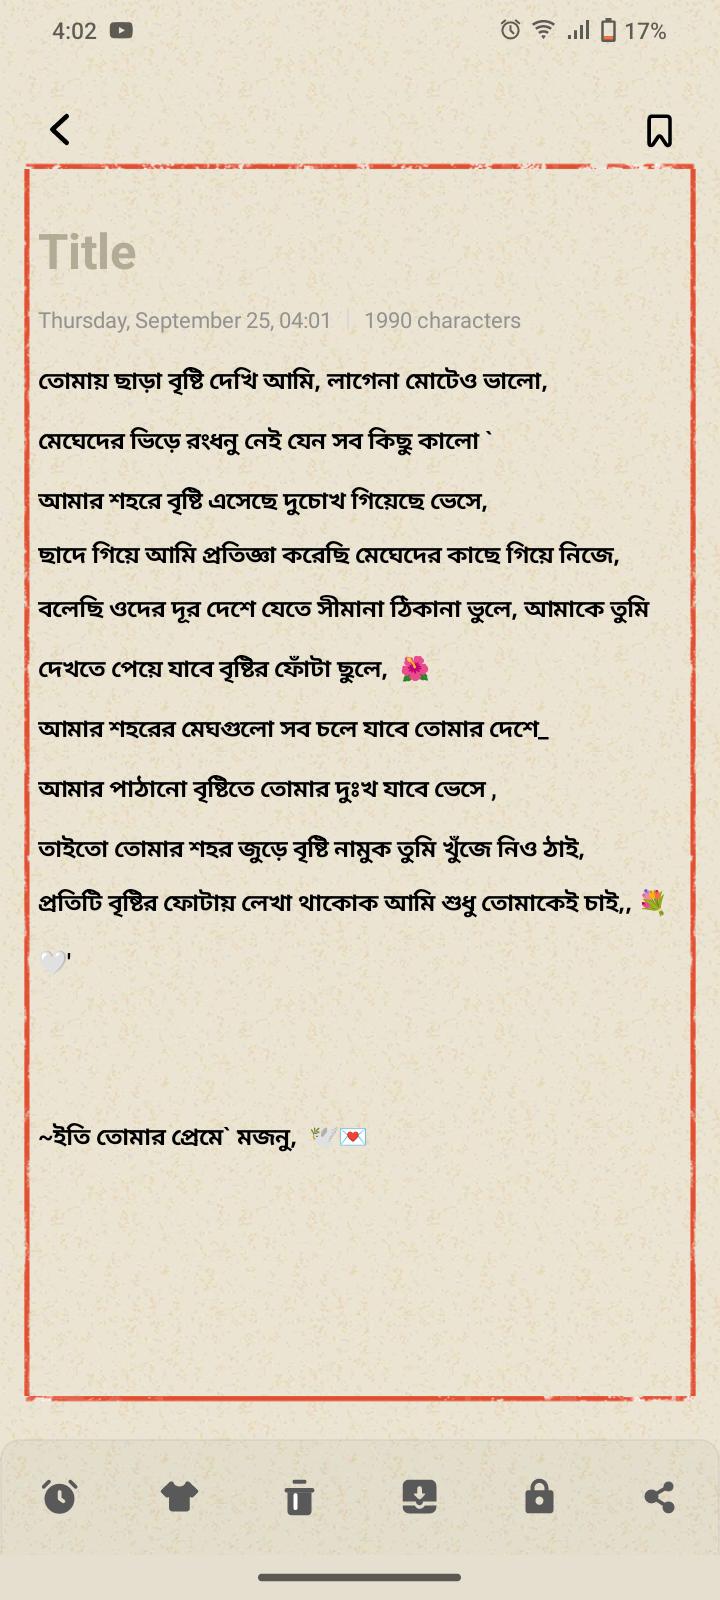 4:02 17%
Title
Thursday, September 25, 04:01 | 1990 characters
তোমায় ছাড়া বৃষ্টি দেখি আমি, লাগেনা মোটেও ভালো,
মেঘেদের ভিড়ে রংধনু নেই যেন সব কিছু কালো `
আমার শহরে বৃষ্টি এসেছে দুচোখ গিয়েছে ভেসে,
ছাদে গিয়ে আমি প্রতিজ্ঞা করেছি মেঘেদের কাছে গিয়ে নিজে,
বলেছি ওদের দূর দেশে যেতে সীমানা ঠিকানা ভুলে, আমাকে তুমি
দেখতে পেয়ে যাবে বৃষ্টির ফোঁটা ছুলে, 🌺
আমার শহরের মেঘগুলো সব চলে যাবে তোমার দেশে_
আমার পাঠানো বৃষ্টিতে তোমার দুঃখ যাবে ভেসে ,
তাইতো তোমার শহর জুড়ে বৃষ্টি নামুক তুমি খুঁজে নিও ঠাই,
প্রতিটি বৃষ্টির ফোটায় লেখা থাকোক আমি শুধু তোমাকেই চাই,, 💐
🤍'
~ইতি তোমার প্রেমে` মজনু, 🕊️💌